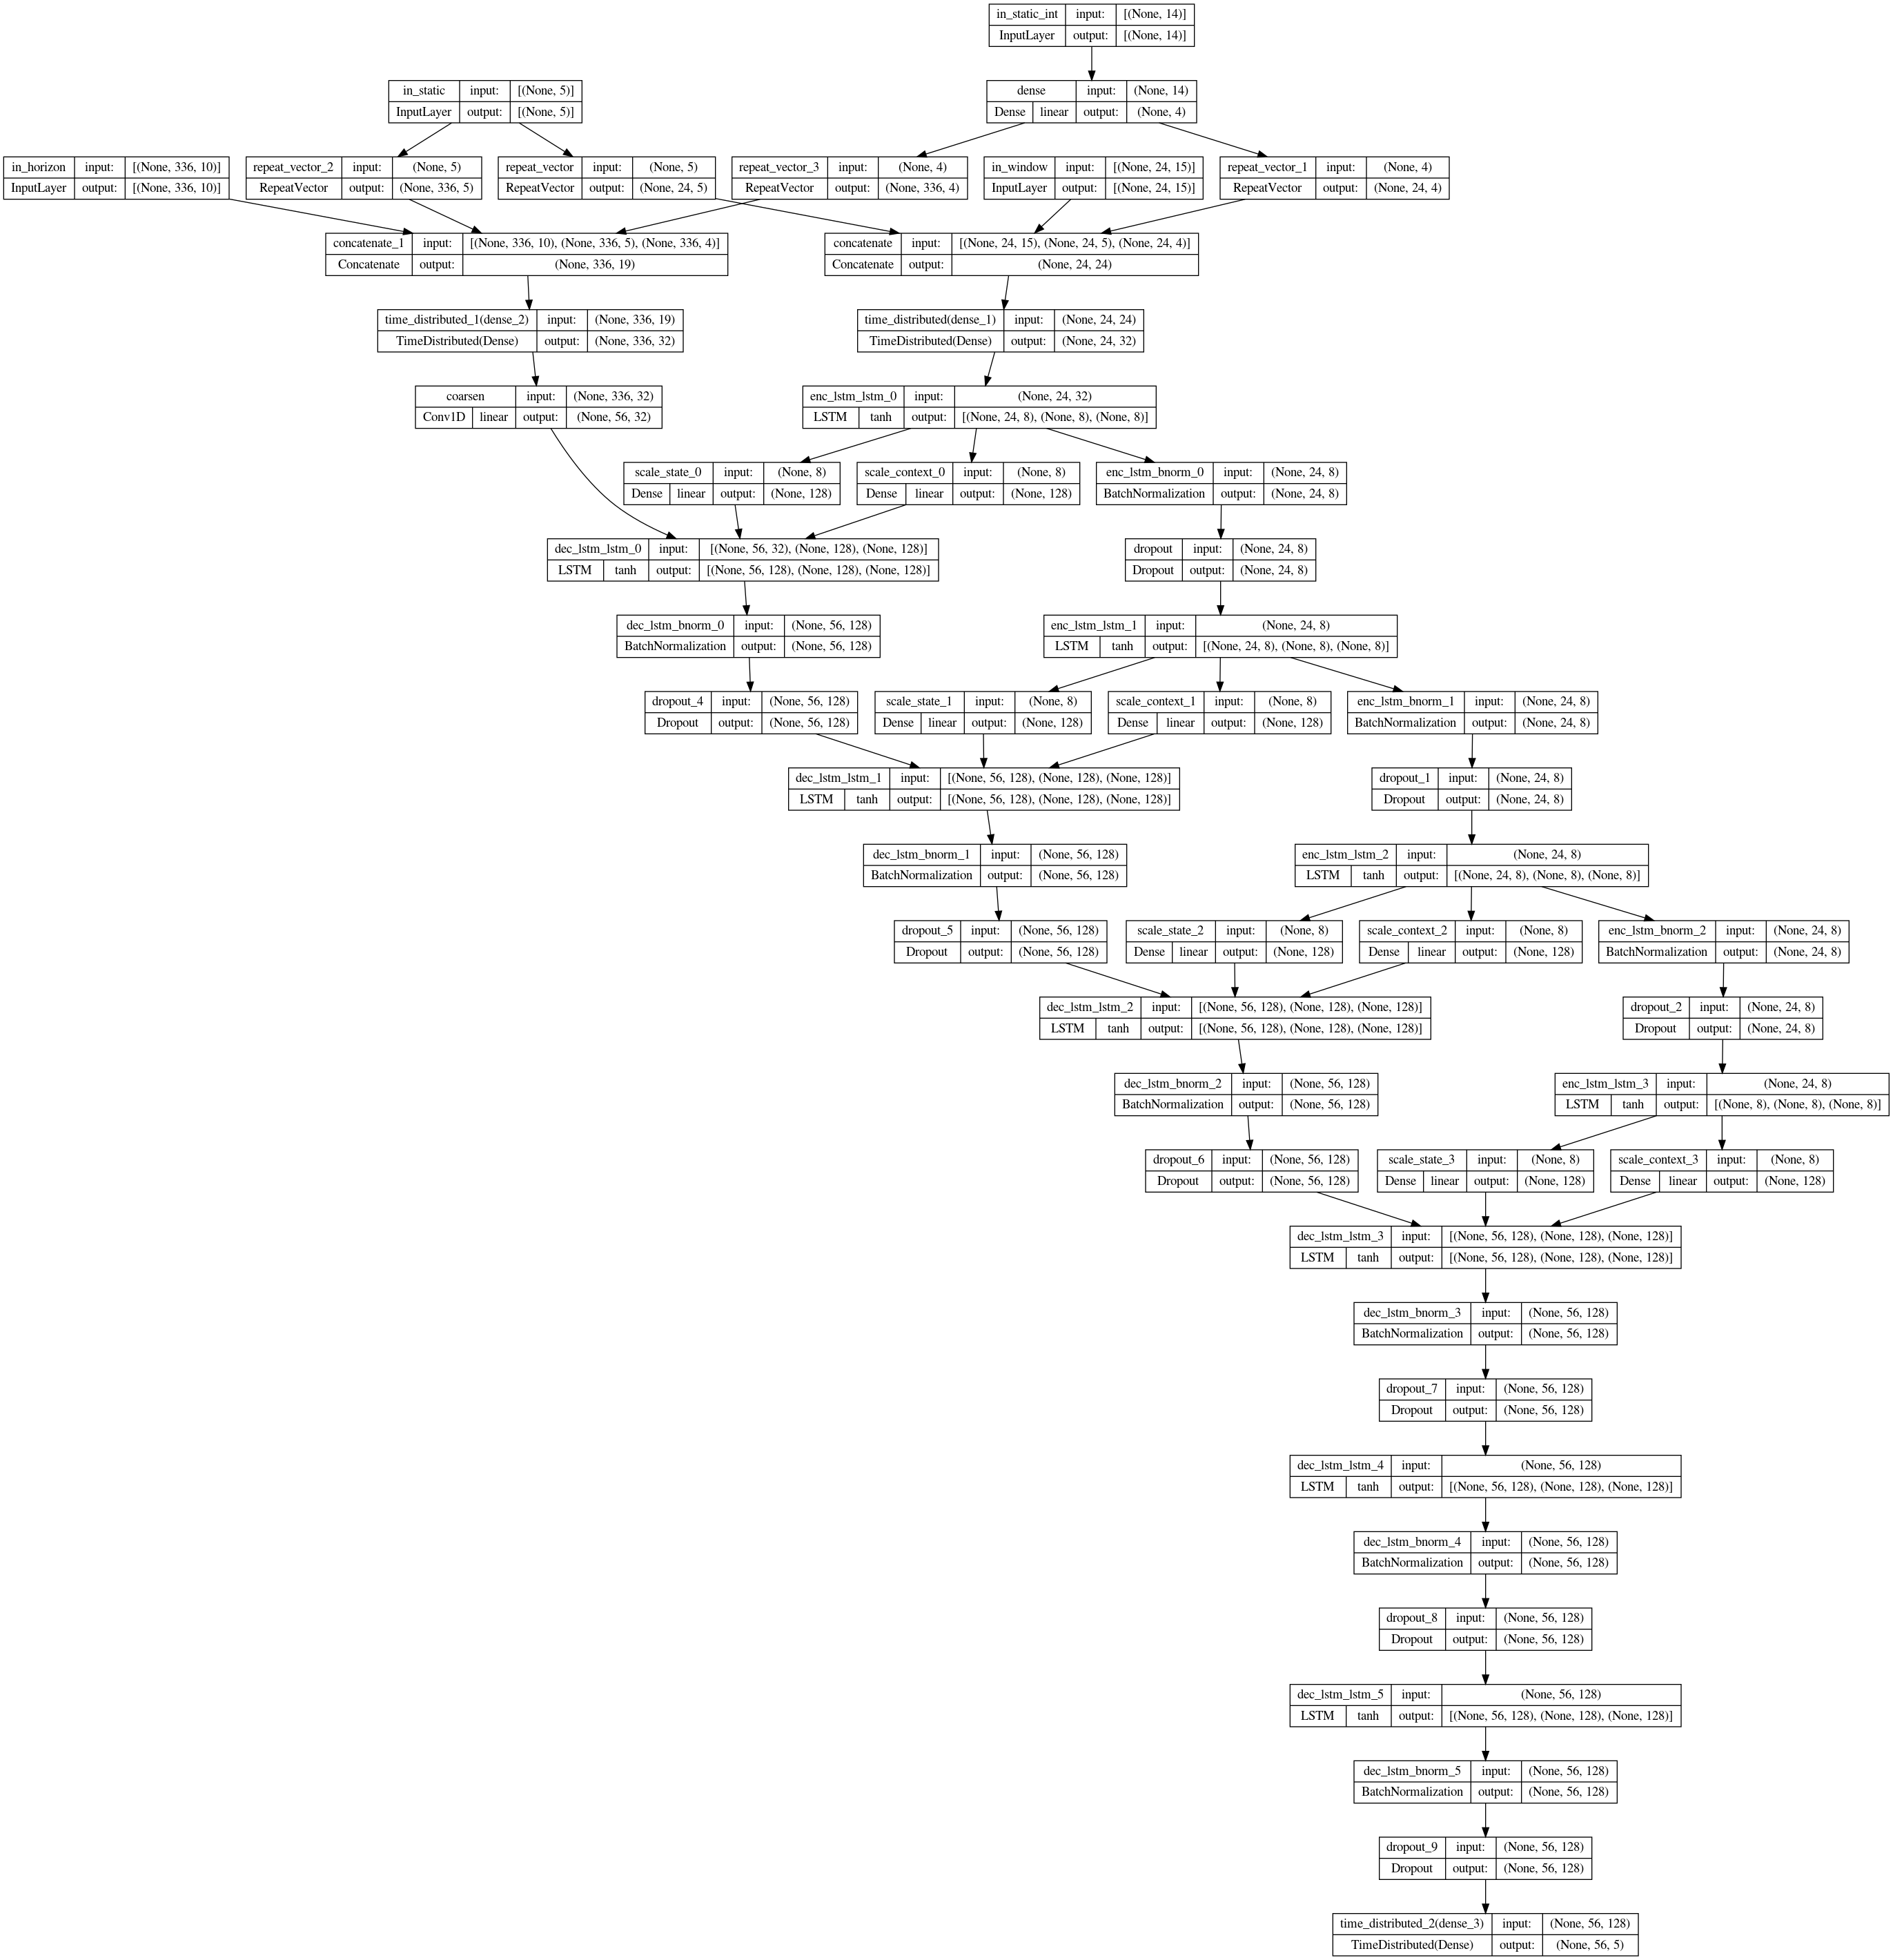 in_static_int input: [(None, 14)]
InputLayer output: [(None, 14)]
in_static input: [(None, 5)]
InputLayer output: [(None, 5)]
dense input: (None, 14)
Dense linear output: (None, 4)
in_horizon input: [(None, 336, 10)]
InputLayer output: [(None, 336, 10)]
repeat_vector_2 input: (None, 5)
RepeatVector output: (None, 336, 5)
repeat_vector input: (None, 5)
RepeatVector output: (None, 24, 5)
repeat_vector_3 input: (None, 4)
RepeatVector output: (None, 336, 4)
in_window input: [(None, 24, 15)]
InputLayer output: [(None, 24, 15)]
repeat_vector_1 input: (None, 4)
RepeatVector output: (None, 24, 4)
concatenate_1 input: [(None, 336, 10), (None, 336, 5), (None, 336, 4)]
Concatenate output: (None, 336, 19)
concatenate input: [(None, 24, 15), (None, 24, 5), (None, 24, 4)]
Concatenate output: (None, 24, 24)
time_distributed_1(dense_2) input: (None, 336, 19)
TimeDistributed(Dense) output: (None, 336, 32)
time_distributed(dense_1) input: (None, 24, 24)
TimeDistributed(Dense) output: (None, 24, 32)
coarsen input: (None, 336, 32)
Conv1D linear output: (None, 56, 32)
enc_lstm_lstm_0 input: (None, 24, 32)
LSTM tanh output: [(None, 24, 8), (None, 8), (None, 8)]
scale_state_0 input: (None, 8)
Dense linear output: (None, 128)
scale_context_0 input: (None, 8)
Dense linear output: (None, 128)
enc_lstm_bnorm_0 input: (None, 24, 8)
BatchNormalization output: (None, 24, 8)
dec_lstm_lstm_0 input: [(None, 56, 32), (None, 128), (None, 128)]
LSTM tanh output: [(None, 56, 128), (None, 128), (None, 128)]
dropout input: (None, 24, 8)
Dropout output: (None, 24, 8)
dec_lstm_bnorm_0 input: (None, 56, 128)
BatchNormalization output: (None, 56, 128)
enc_lstm_lstm_1 input: (None, 24, 8)
LSTM tanh output: [(None, 24, 8), (None, 8), (None, 8)]
dropout_4 input: (None, 56, 128)
Dropout output: (None, 56, 128)
scale_state_1 input: (None, 8)
Dense linear output: (None, 128)
scale_context_1 input: (None, 8)
Dense linear output: (None, 128)
enc_lstm_bnorm_1 input: (None, 24, 8)
BatchNormalization output: (None, 24, 8)
dec_lstm_lstm_1 input: [(None, 56, 128), (None, 128), (None, 128)]
LSTM tanh output: [(None, 56, 128), (None, 128), (None, 128)]
dropout_1 input: (None, 24, 8)
Dropout output: (None, 24, 8)
dec_lstm_bnorm_1 input: (None, 56, 128)
BatchNormalization output: (None, 56, 128)
enc_lstm_lstm_2 input: (None, 24, 8)
LSTM tanh output: [(None, 24, 8), (None, 8), (None, 8)]
dropout_5 input: (None, 56, 128)
Dropout output: (None, 56, 128)
scale_state_2 input: (None, 8)
Dense linear output: (None, 128)
scale_context_2 input: (None, 8)
Dense linear output: (None, 128)
enc_lstm_bnorm_2 input: (None, 24, 8)
BatchNormalization output: (None, 24, 8)
dec_lstm_lstm_2 input: [(None, 56, 128), (None, 128), (None, 128)]
LSTM tanh output: [(None, 56, 128), (None, 128), (None, 128)]
dropout_2 input: (None, 24, 8)
Dropout output: (None, 24, 8)
dec_lstm_bnorm_2 input: (None, 56, 128)
BatchNormalization output: (None, 56, 128)
enc_lstm_lstm_3 input: (None, 24, 8)
LSTM tanh output: [(None, 8), (None, 8), (None, 8)]
dropout_6 input: (None, 56, 128)
Dropout output: (None, 56, 128)
scale_state_3 input: (None, 8)
Dense linear output: (None, 128)
scale_context_3 input: (None, 8)
Dense linear output: (None, 128)
dec_lstm_lstm_3 input: [(None, 56, 128), (None, 128), (None, 128)]
LSTM tanh output: [(None, 56, 128), (None, 128), (None, 128)]
dec_lstm_bnorm_3 input: (None, 56, 128)
BatchNormalization output: (None, 56, 128)
dropout_7 input: (None, 56, 128)
Dropout output: (None, 56, 128)
dec_lstm_lstm_4 input: (None, 56, 128)
LSTM tanh output: [(None, 56, 128), (None, 128), (None, 128)]
dec_lstm_bnorm_4 input: (None, 56, 128)
BatchNormalization output: (None, 56, 128)
dropout_8 input: (None, 56, 128)
Dropout output: (None, 56, 128)
dec_lstm_lstm_5 input: (None, 56, 128)
LSTM tanh output: [(None, 56, 128), (None, 128), (None, 128)]
dec_lstm_bnorm_5 input: (None, 56, 128)
BatchNormalization output: (None, 56, 128)
dropout_9 input: (None, 56, 128)
Dropout output: (None, 56, 128)
time_distributed_2(dense_3) input: (None, 56, 128)
TimeDistributed(Dense) output: (None, 56, 5)